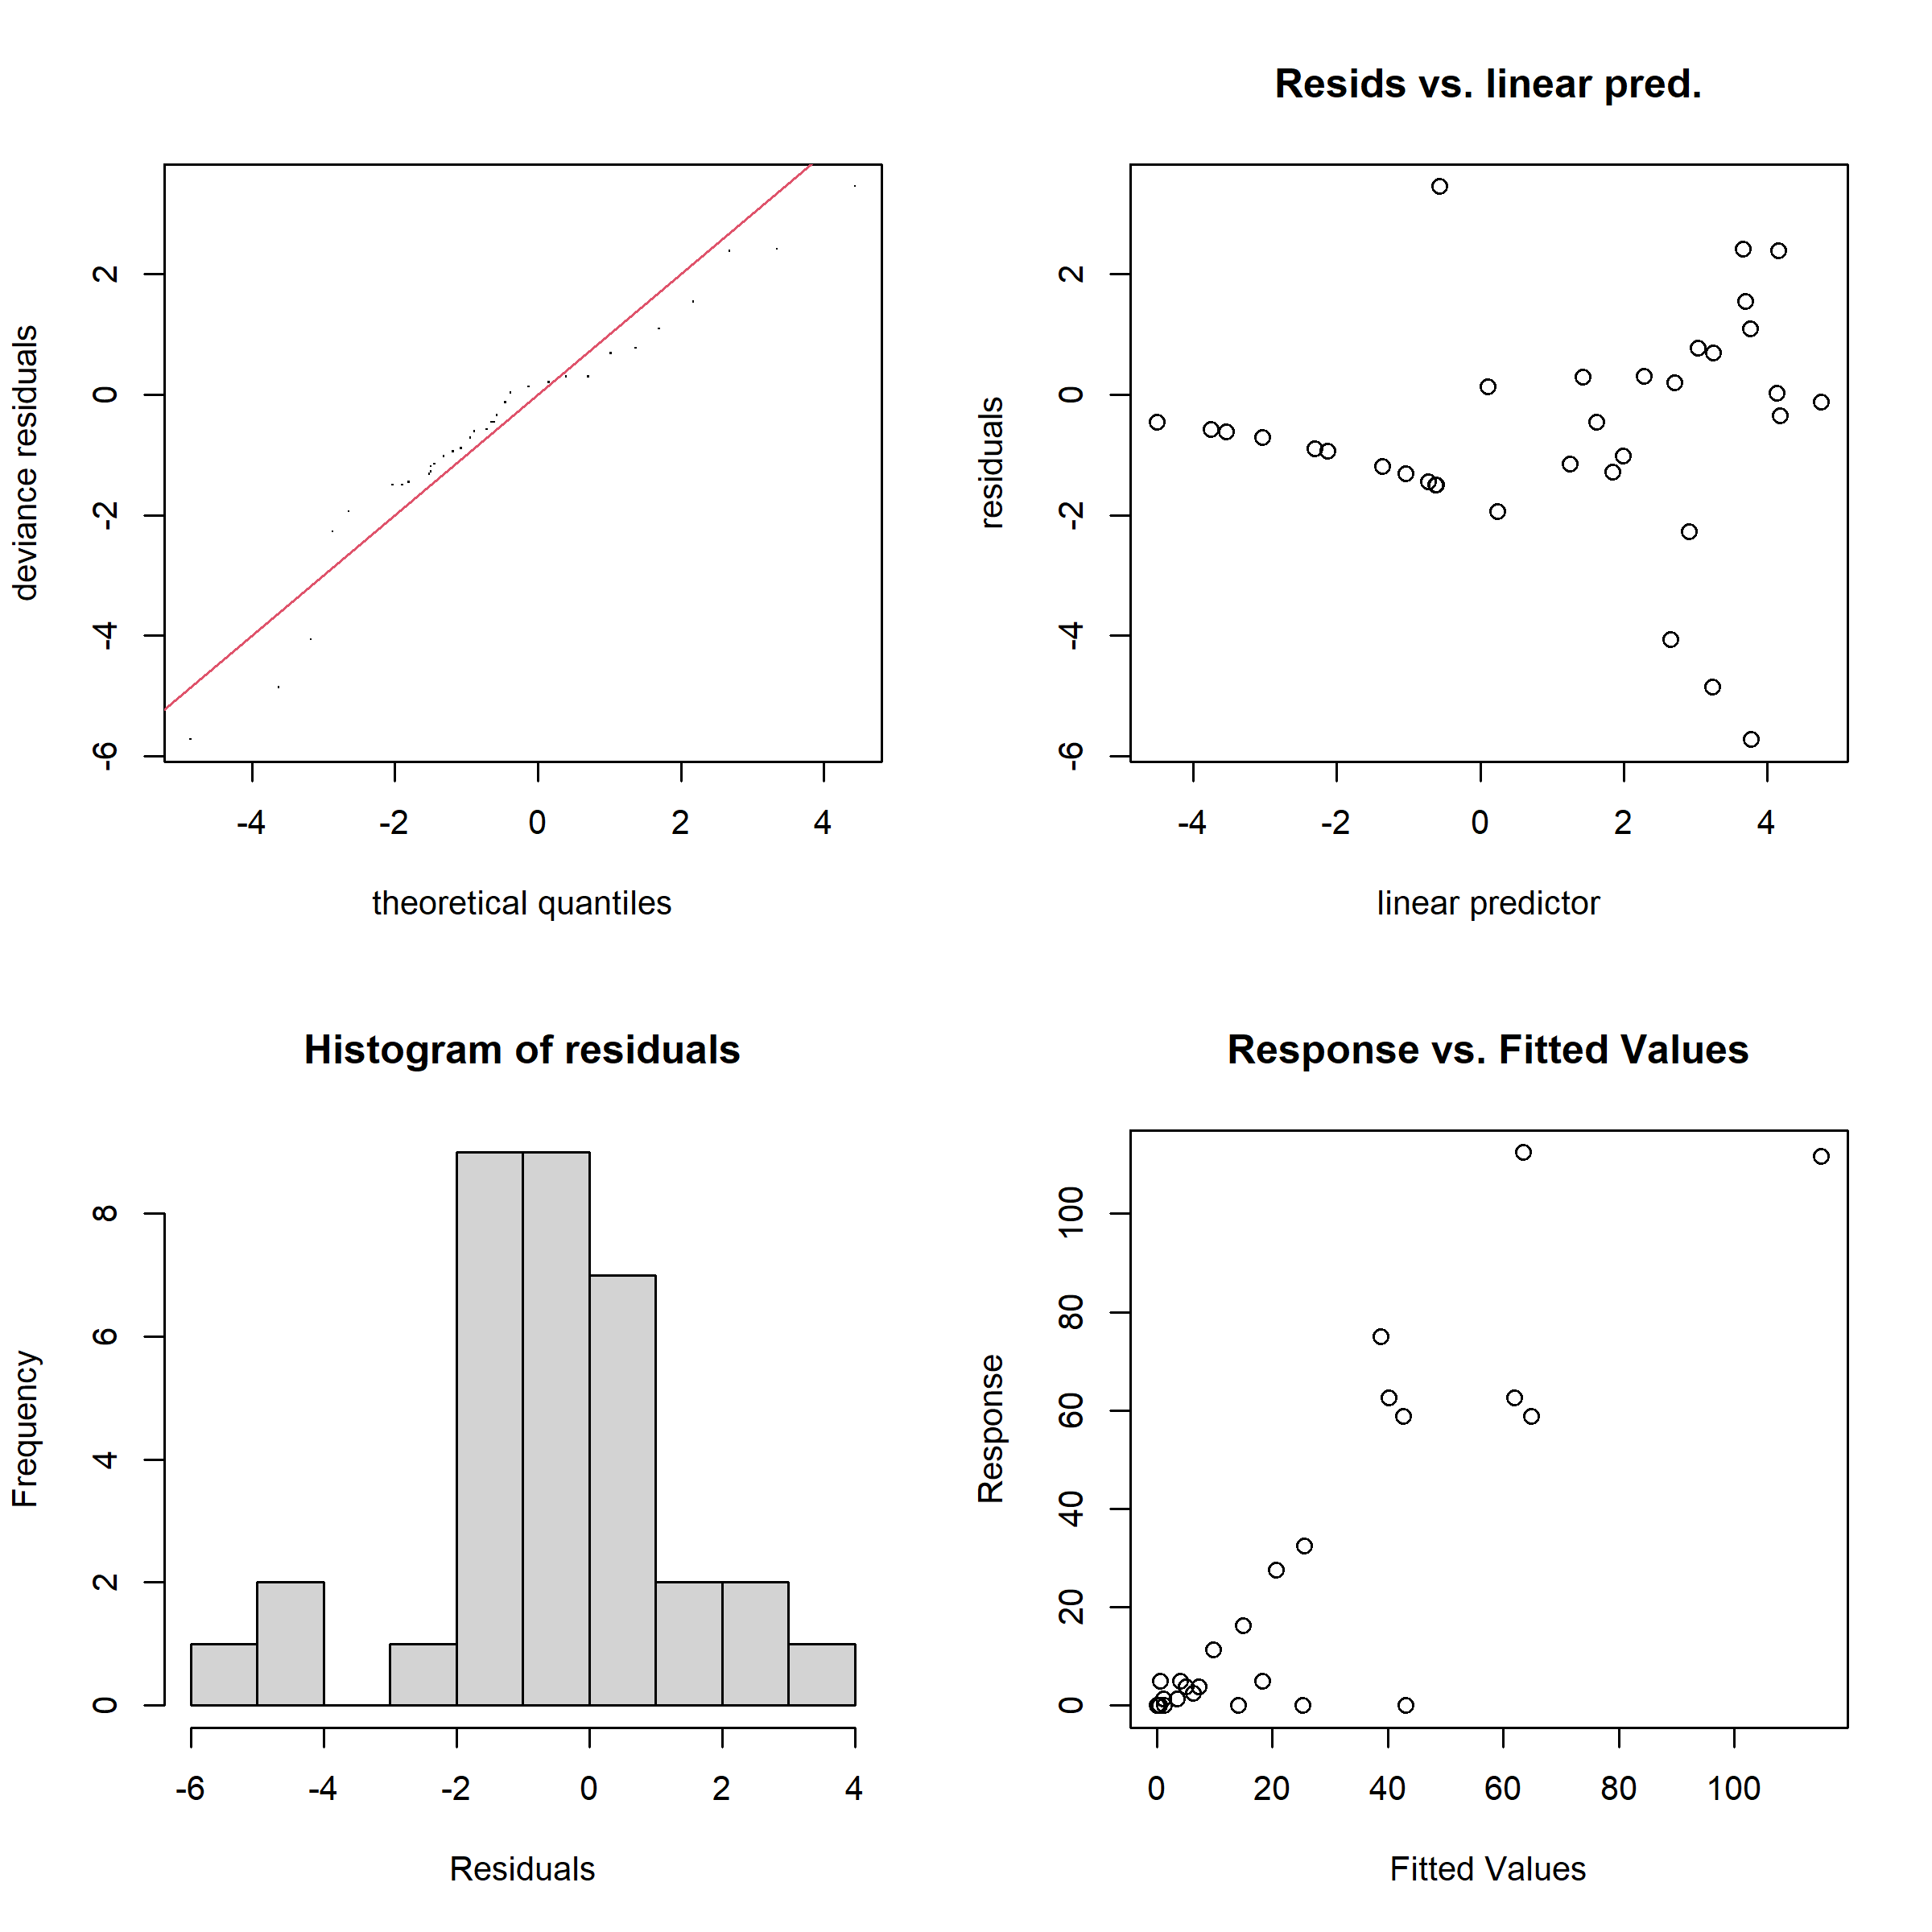 deviance residuals
2
0
-2
-4
-6
-4 -2 0 2 4
theoretical quantiles
Resids vs. linear pred.
residuals
2
0
-2
-4
-6
-4 -2 0 2 4
linear predictor
Histogram of residuals
Frequency
8
6
4
2
0
-6 -4 -2 0 2 4
Residuals
Response vs. Fitted Values
Response
100
80
60
40
20
0
0 20 40 60 80 100
Fitted Values